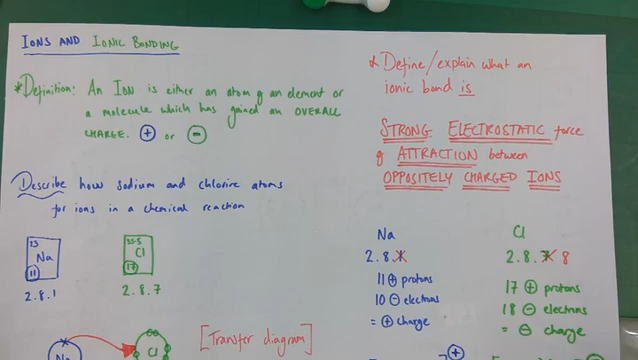 IONS AND IONIC BONDING
*Definition: An ION is either an atom of an element or
a molecule which has gained an OVERALL
CHARGE. + or -
Describe how sodium and chlorine atoms
for ions in a chemical reaction
23
Na
11
2.8.1
35.5
Cl
17
2.8.7
Na
Cl
[Transfer diagram]
* Define/explain what an
ionic bond is
STRONG ELECTROSTATIC force
of ATTRACTION between
OPPOSITELY CHARGED IONS
Na
2.8.1
11 + protons
10 - electrons
= + charge
Cl
2.8.7 8
17 + protons
18 - electrons
= - charge